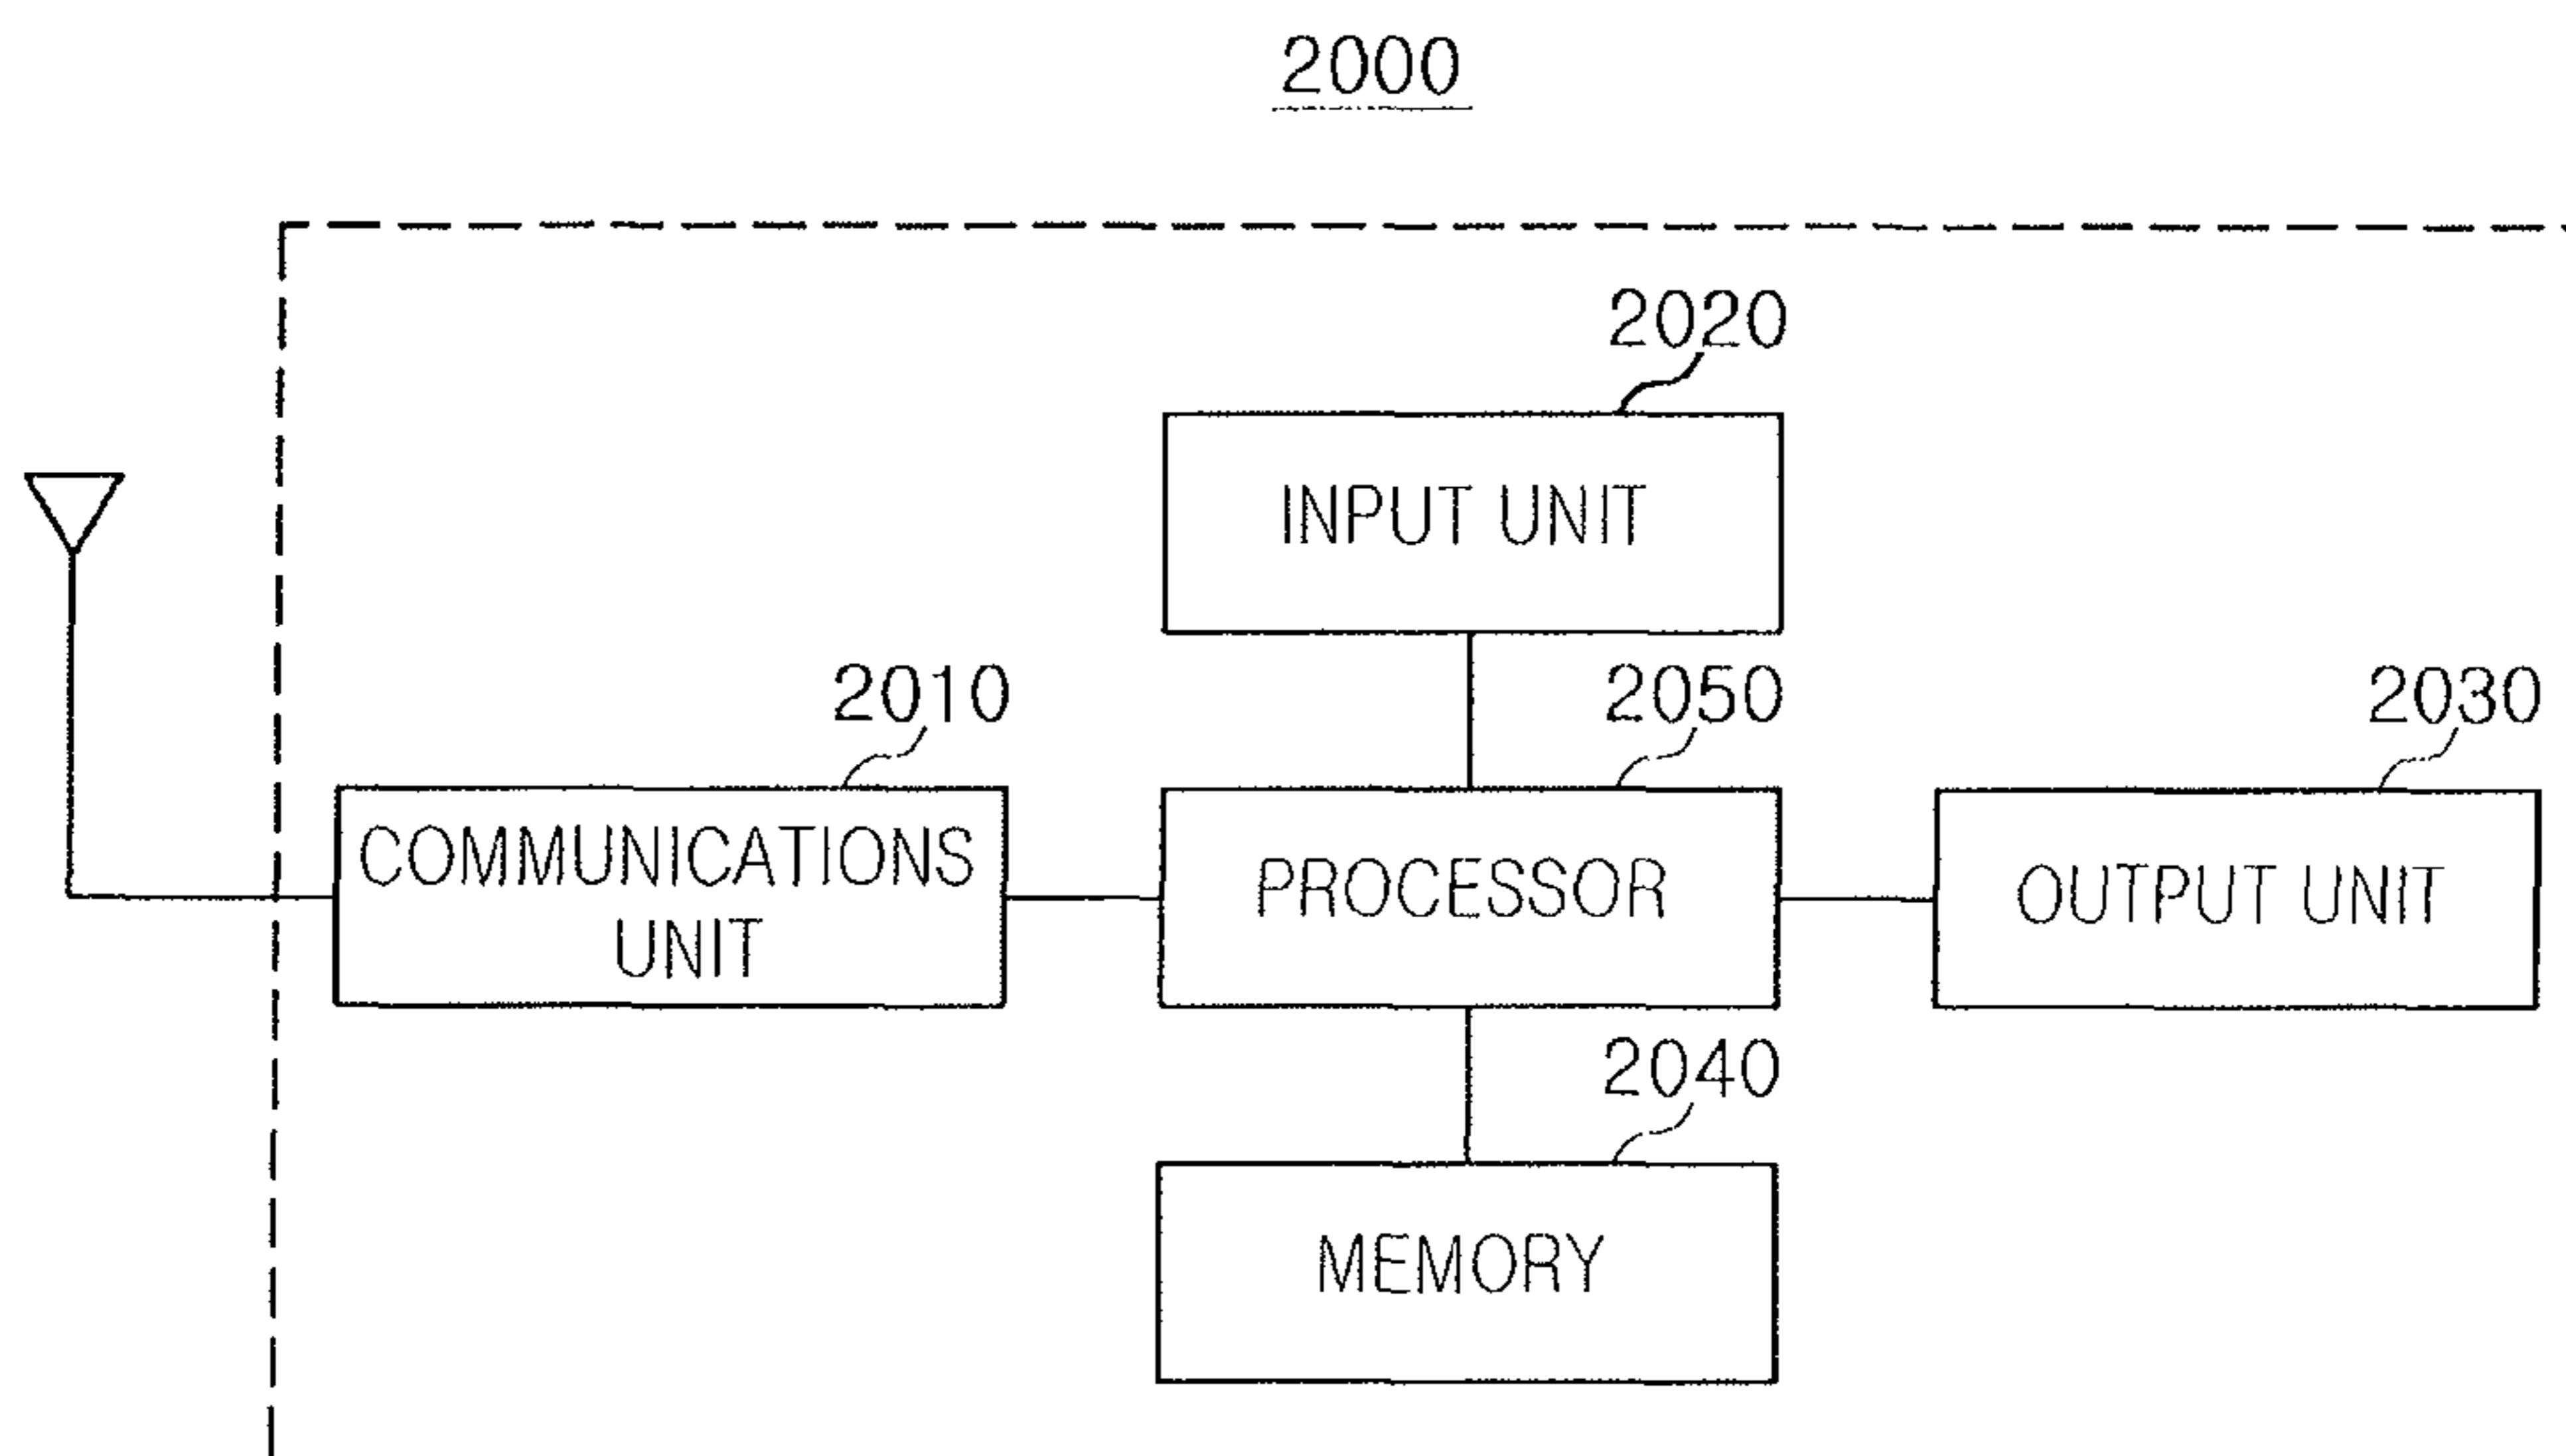 2000
2020
INPUT UNIT
2010
2050
2030
COMMUNICATIONS
UNIT
PROCESSOR
OUTPUT UNIT
2040
MEMORY